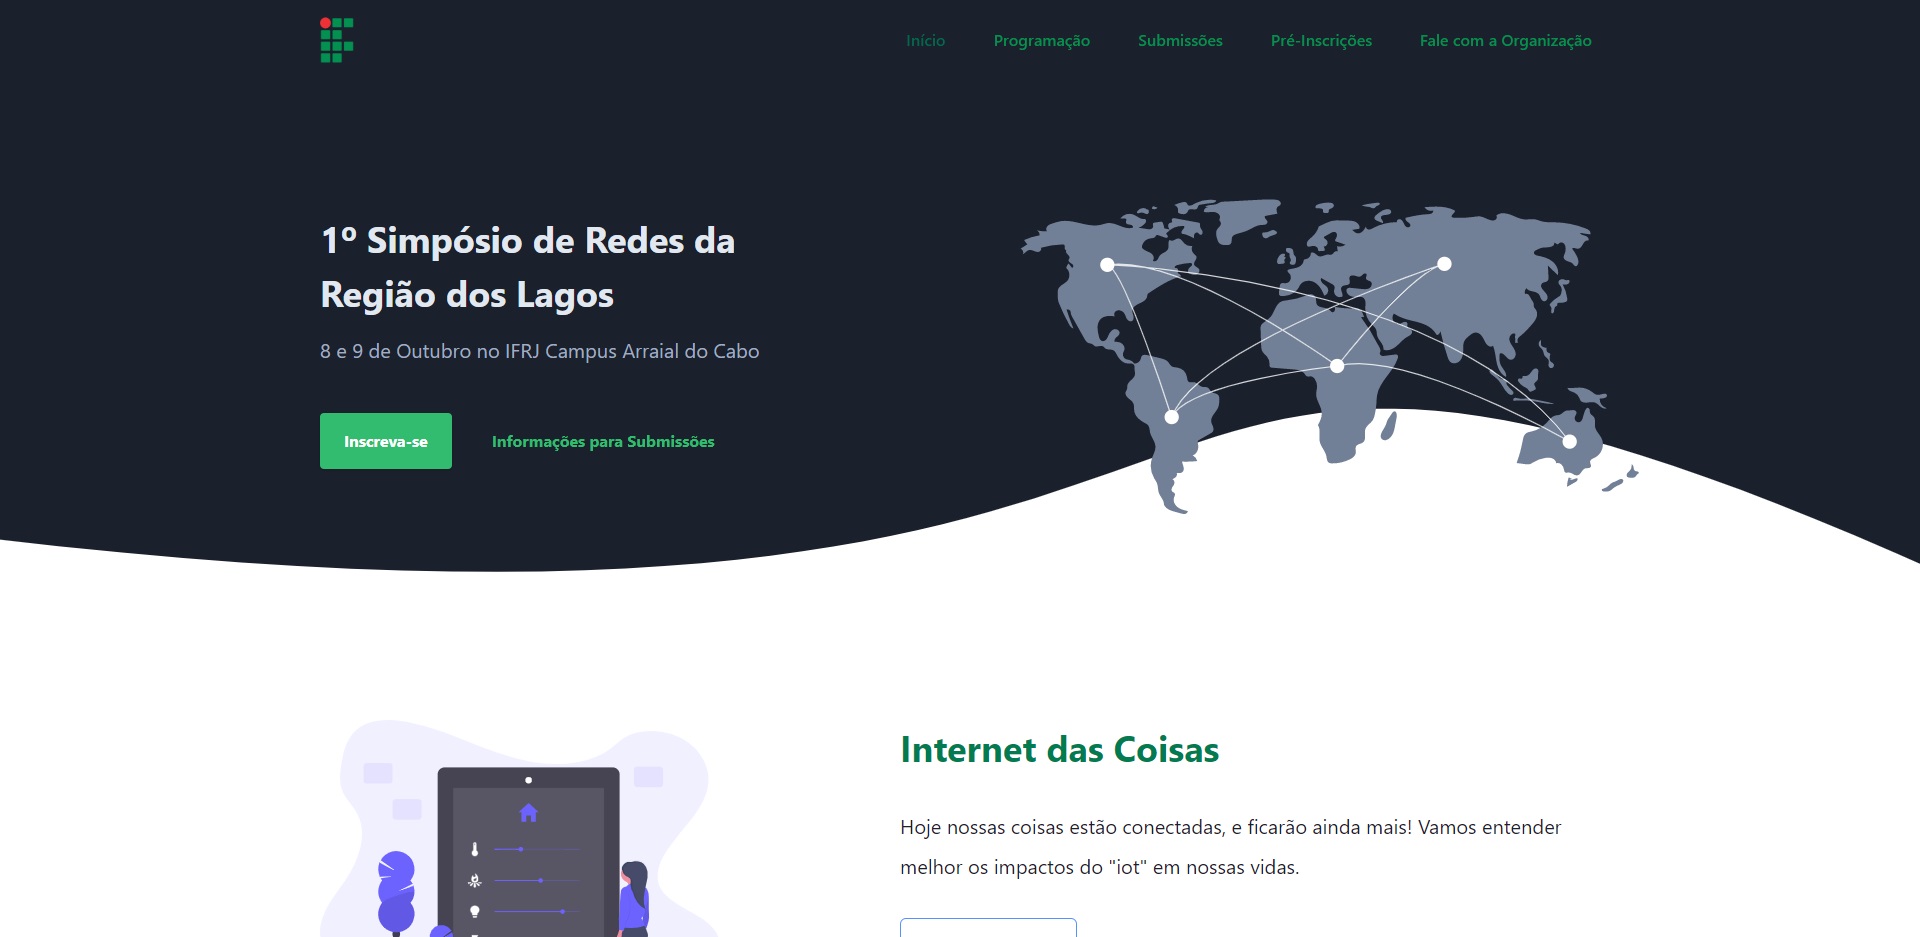 Início
Programação
Submissões
Pré-Inscrições
Fale com a Organização
1º Simpósio de Redes da
Região dos Lagos
8 e 9 de Outubro no IFRJ Campus Arraial do Cabo
Inscreva-se
Informações para Submissões
Internet das Coisas
Hoje nossas coisas estão conectadas, e ficarão ainda mais! Vamos entender
melhor os impactos do "iot" em nossas vidas.